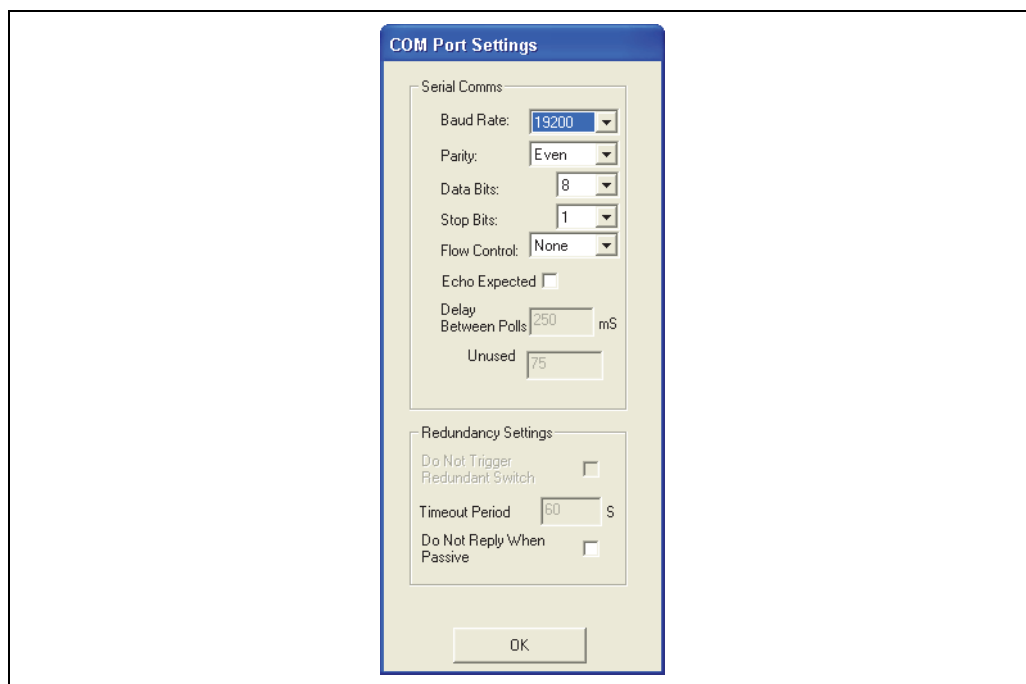 COM Port Settings
Serial Comms
Baud Rate: 19200
Parity: Even
Data Bits: 8
Stop Bits: 1
Flow Control: None
Echo Expected
Delay
Between Polls 250 mS
Unused 75
Redundancy Settings
Do Not Trigger
Redundant Switch
Timeout Period 60 S
Do Not Reply When
Passive
OK